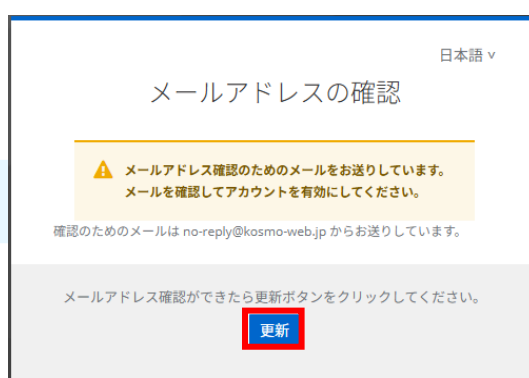 日本語 ∨
メールアドレスの確認
メールアドレス確認のためのメールをお送りしています。
メールを確認してアカウントを有効にしてください。
確認のためのメールは no-reply@kosmo-web.jp からお送りしています。
メールアドレス確認ができたら更新ボタンをクリックしてください。
更新